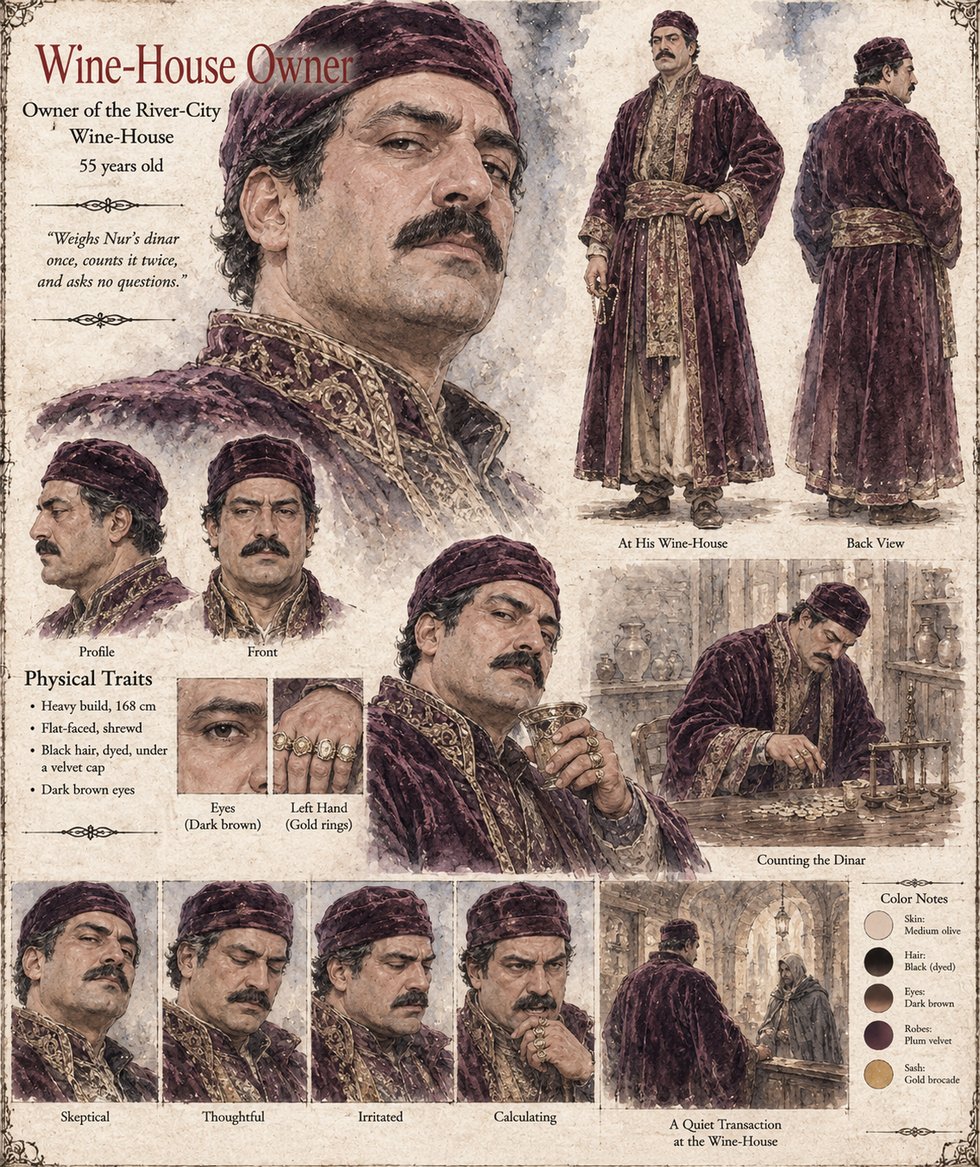 Wine-House Owner
Owner of the River-City
Wine-House
55 years old
“Weighs Nur’s dinar
once, counts it twice,
and asks no questions.”
At His Wine-House
Back View
Profile
Front
Physical Traits
• Heavy build, 168 cm
• Flat-faced, shrewd
• Black hair, dyed, under
a velvet cap
• Dark brown eyes
Eyes
(Dark brown)
Left Hand
(Gold rings)
Counting the Dinar
Skeptical
Thoughtful
Irritated
Calculating
A Quiet Transaction
at the Wine-House
Color Notes
Skin:
Medium olive
Hair:
Black (dyed)
Eyes:
Dark brown
Robes:
Plum velvet
Sash:
Gold brocade